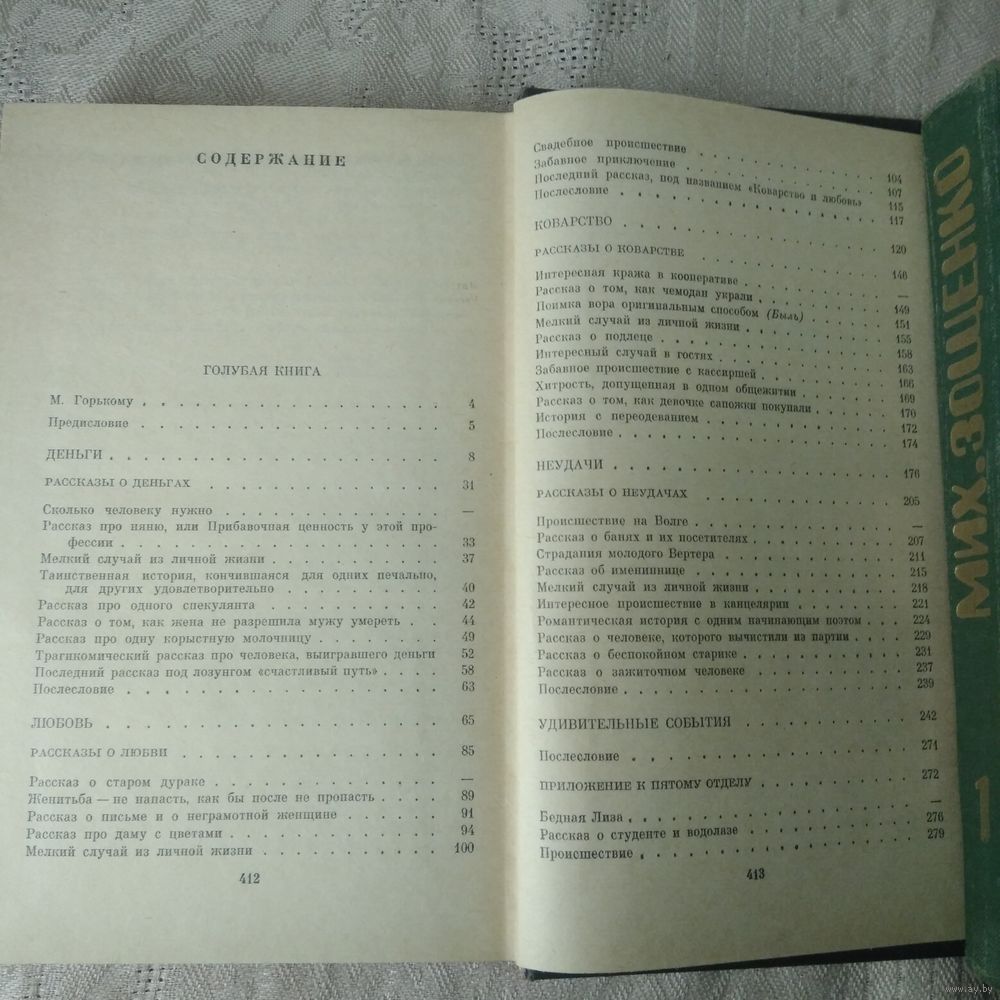 СОДЕРЖАНИЕ
ГОЛУБАЯ КНИГА
М. Горькому . . . . . . . . . . . . . . 4
Предисловие . . . . . . . . . . . . . . 5
ДЕНЬГИ . . . . . . . . . . . . . . . . 8
РАССКАЗЫ О ДЕНЬГАХ . . . . . . . . . . . 31
Сколько человеку нужно . . . . . . . . . . —
Рассказ про няню, или Прибавочная ценность у этой про-
фессии . . . . . . . . . . . . . . . . 33
Мелкий случай из личной жизни . . . . . . . . 37
Таинственная история, кончившаяся для одних печально,
для других удовлетворительно . . . . . . . . 40
Рассказ про одного спекулянта . . . . . . . . 42
Рассказ о том, как жена не разрешила мужу умереть . . 44
Рассказ про одну корыстную молочницу . . . . . . 49
Трагикомический рассказ про человека, выигравшего деньги 52
Последний рассказ под лозунгом «счастливый путь» . . . 58
Послесловие . . . . . . . . . . . . . . 63
ЛЮБОВЬ . . . . . . . . . . . . . . . . 65
РАССКАЗЫ О ЛЮБВИ . . . . . . . . . . . . 85
Рассказ о старом дураке . . . . . . . . . . —
Женитьба — не напасть, как бы после не пропасть . . . 89
Рассказ о письме и о неграмотной женщине . . . . . 91
Рассказ про даму с цветами . . . . . . . . . 94
Мелкий случай из личной жизни . . . . . . . . 100
412
Свадебное происшествие . . . . . . . . . . 104
Забавное приключение . . . . . . . . . . . 107
Последний рассказ, под названием «Коварство и любовь» 115
Послесловие . . . . . . . . . . . . . . 117
КОВАРСТВО . . . . . . . . . . . . . . . 120
РАССКАЗЫ О КОВАРСТВЕ . . . . . . . . . . 146
Интересная кража в кооперативе . . . . . . . . —
Рассказ о том, как чемодан украли . . . . . . . 149
Поимка вора оригинальным способом (Быль) . . . . . 151
Мелкий случай из личной жизни . . . . . . . . 155
Рассказ о подлеце . . . . . . . . . . . . 158
Интересный случай в гостях . . . . . . . . . 163
Забавное происшествие с кассиршей . . . . . . . 166
Хитрость, допущенная в одном общежитии . . . . . 169
Рассказ о том, как девочке сапожки покупали . . . . 170
История с переодеванием . . . . . . . . . . 172
Послесловие . . . . . . . . . . . . . . 174
НЕУДАЧИ . . . . . . . . . . . . . . . . 176
РАССКАЗЫ О НЕУДАЧАХ . . . . . . . . . . . 205
Происшествие на Волге . . . . . . . . . . . —
Рассказ о банях и их посетителях . . . . . . . 207
Страдания молодого Вертера . . . . . . . . . 211
Рассказ об имениннице . . . . . . . . . . . 215
Мелкий случай из личной жизни . . . . . . . . 218
Интересное происшествие в канцелярии . . . . . . 221
Романтическая история с одним начинающим поэтом . . 224
Рассказ о человеке, которого вычистили из партии . . . 229
Рассказ о беспокойном старике . . . . . . . . 231
Рассказ о зажиточном человеке . . . . . . . . 237
Послесловие . . . . . . . . . . . . . . 239
УДИВИТЕЛЬНЫЕ СОБЫТИЯ . . . . . . . . . . 242
Послесловие . . . . . . . . . . . . . . 271
ПРИЛОЖЕНИЕ К ПЯТОМУ ОТДЕЛУ . . . . . . . . 272
Бедная Лиза . . . . . . . . . . . . . . —
Рассказ о студенте и водолазе . . . . . . . . 276
Происшествие . . . . . . . . . . . . . . 279
413
МИХ. ЗОЩЕНКО
1
www.ay.by